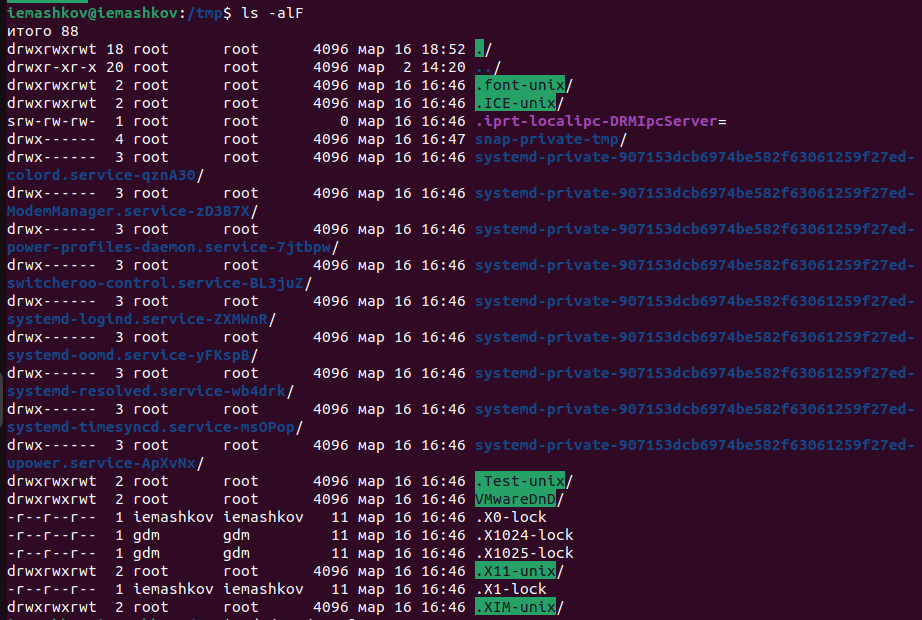 iemashkov@iemashkov:/tmp$ ls -alF
итого 88
drwxrwxrwt 18 root      root      4096 мар 16 18:52 ./
drwxr-xr-x 20 root      root      4096 мар  2 14:20 ../
drwxrwxrwt  2 root      root      4096 мар 16 16:46 .font-unix/
drwxrwxrwt  2 root      root      4096 мар 16 16:46 .ICE-unix/
srw-rw-rw-  1 root      root         0 мар 16 16:46 .iprt-localipc-DRMIpcServer=
drwx------  4 root      root      4096 мар 16 16:47 snap-private-tmp/
drwx------  3 root      root      4096 мар 16 16:46 systemd-private-907153dcb6974be582f63061259f27ed-
colord.service-qznA30/
drwx------  3 root      root      4096 мар 16 16:46 systemd-private-907153dcb6974be582f63061259f27ed-
ModemManager.service-zD3B7X/
drwx------  3 root      root      4096 мар 16 16:46 systemd-private-907153dcb6974be582f63061259f27ed-
power-profiles-daemon.service-7jtbpw/
drwx------  3 root      root      4096 мар 16 16:46 systemd-private-907153dcb6974be582f63061259f27ed-
switcheroo-control.service-BL3juZ/
drwx------  3 root      root      4096 мар 16 16:46 systemd-private-907153dcb6974be582f63061259f27ed-
systemd-logind.service-ZXMWnR/
drwx------  3 root      root      4096 мар 16 16:46 systemd-private-907153dcb6974be582f63061259f27ed-
systemd-oomd.service-yFKspB/
drwx------  3 root      root      4096 мар 16 16:46 systemd-private-907153dcb6974be582f63061259f27ed-
systemd-resolved.service-wb4drk/
drwx------  3 root      root      4096 мар 16 16:46 systemd-private-907153dcb6974be582f63061259f27ed-
systemd-timesyncd.service-msOPop/
drwx------  3 root      root      4096 мар 16 16:46 systemd-private-907153dcb6974be582f63061259f27ed-
upower.service-ApXvNx/
drwxrwxrwt  2 root      root      4096 мар 16 16:46 .Test-unix/
drwxrwxrwt  2 root      root      4096 мар 16 16:46 VMwareDnD/
-r--r--r--  1 iemashkov iemashkov   11 мар 16 16:46 .X0-lock
-r--r--r--  1 gdm       gdm         11 мар 16 16:46 .X1024-lock
-r--r--r--  1 gdm       gdm         11 мар 16 16:46 .X1025-lock
drwxrwxrwt  2 root      root      4096 мар 16 16:46 .X11-unix/
-r--r--r--  1 iemashkov iemashkov   11 мар 16 16:46 .X1-lock
drwxrwxrwt  2 root      root      4096 мар 16 16:46 .XIM-unix/